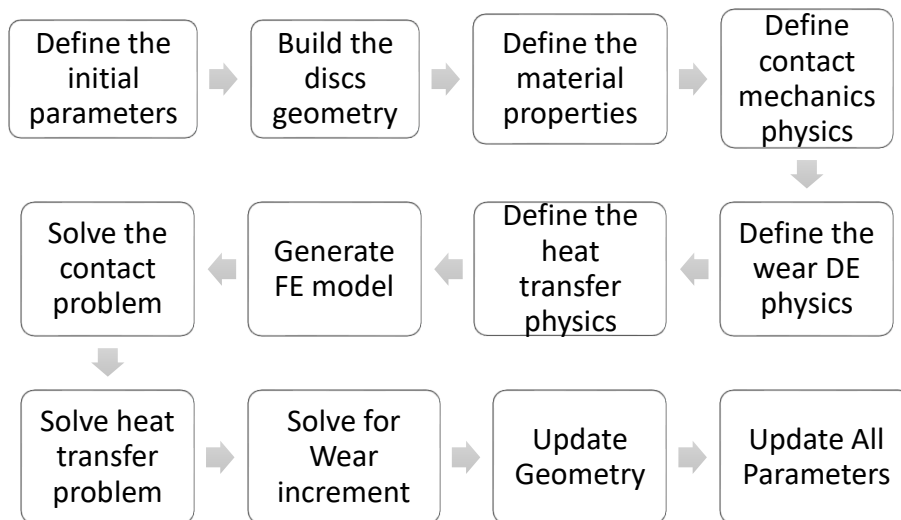 Define the
initial
parameters
Build the
discs
geometry
Define the
material
properties
Define
contact
mechanics
physics
Define the
wear DE
physics
Define the
heat
transfer
physics
Generate
FE model
Solve the
contact
problem
Solve heat
transfer
problem
Solve for
Wear
increment
Update
Geometry
Update All
Parameters